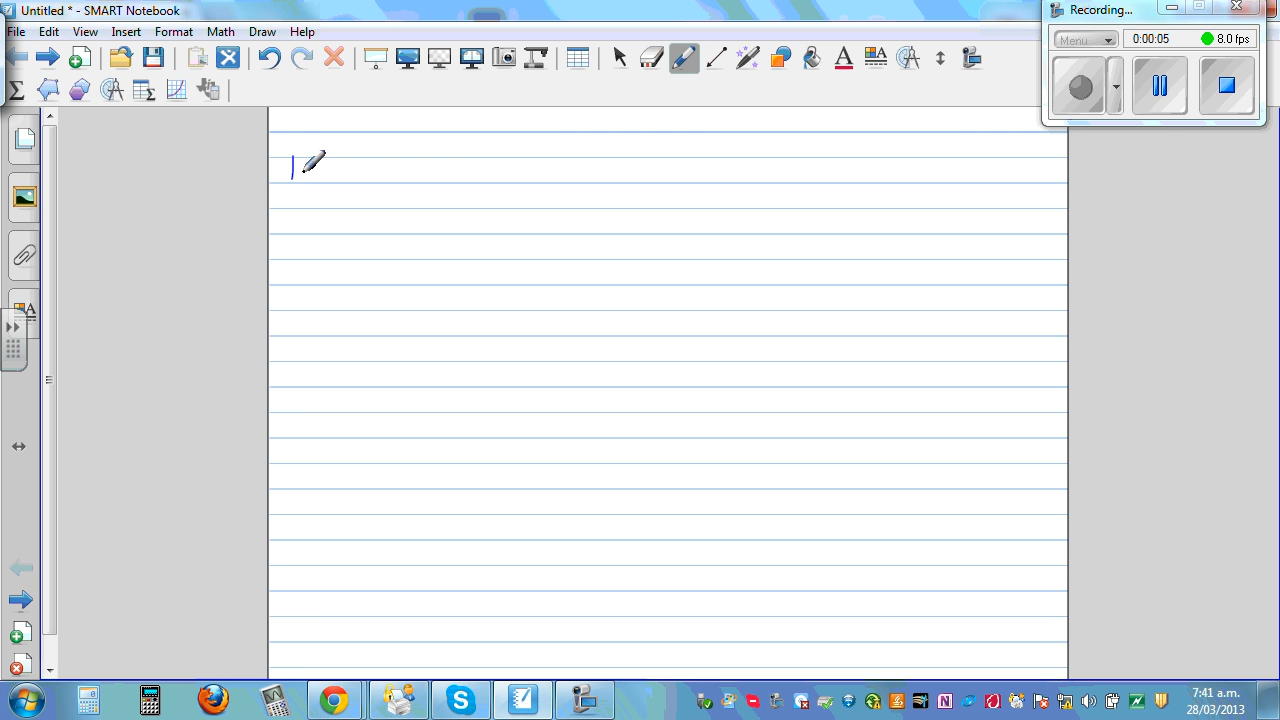 Untitled * - SMART Notebook
File Edit View Insert Format Math Draw Help
Recording...
Menu 0:00:05 8.0 fps
7:41 a.m.
28/03/2013